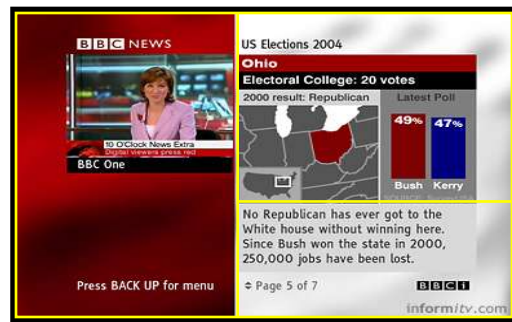 BBC NEWS
10 O'Clock News Extra
Digital viewers press red
BBC One
Press BACK UP for menu
US Elections 2004
Ohio
Electoral College: 20 votes
2000 result: Republican
Latest Poll
49%
47%
Bush
Kerry
No Republican has ever got to the
White house without winning here.
Since Bush won the state in 2000,
250,000 jobs have been lost.
Page 5 of 7
BBCi
informitv.com